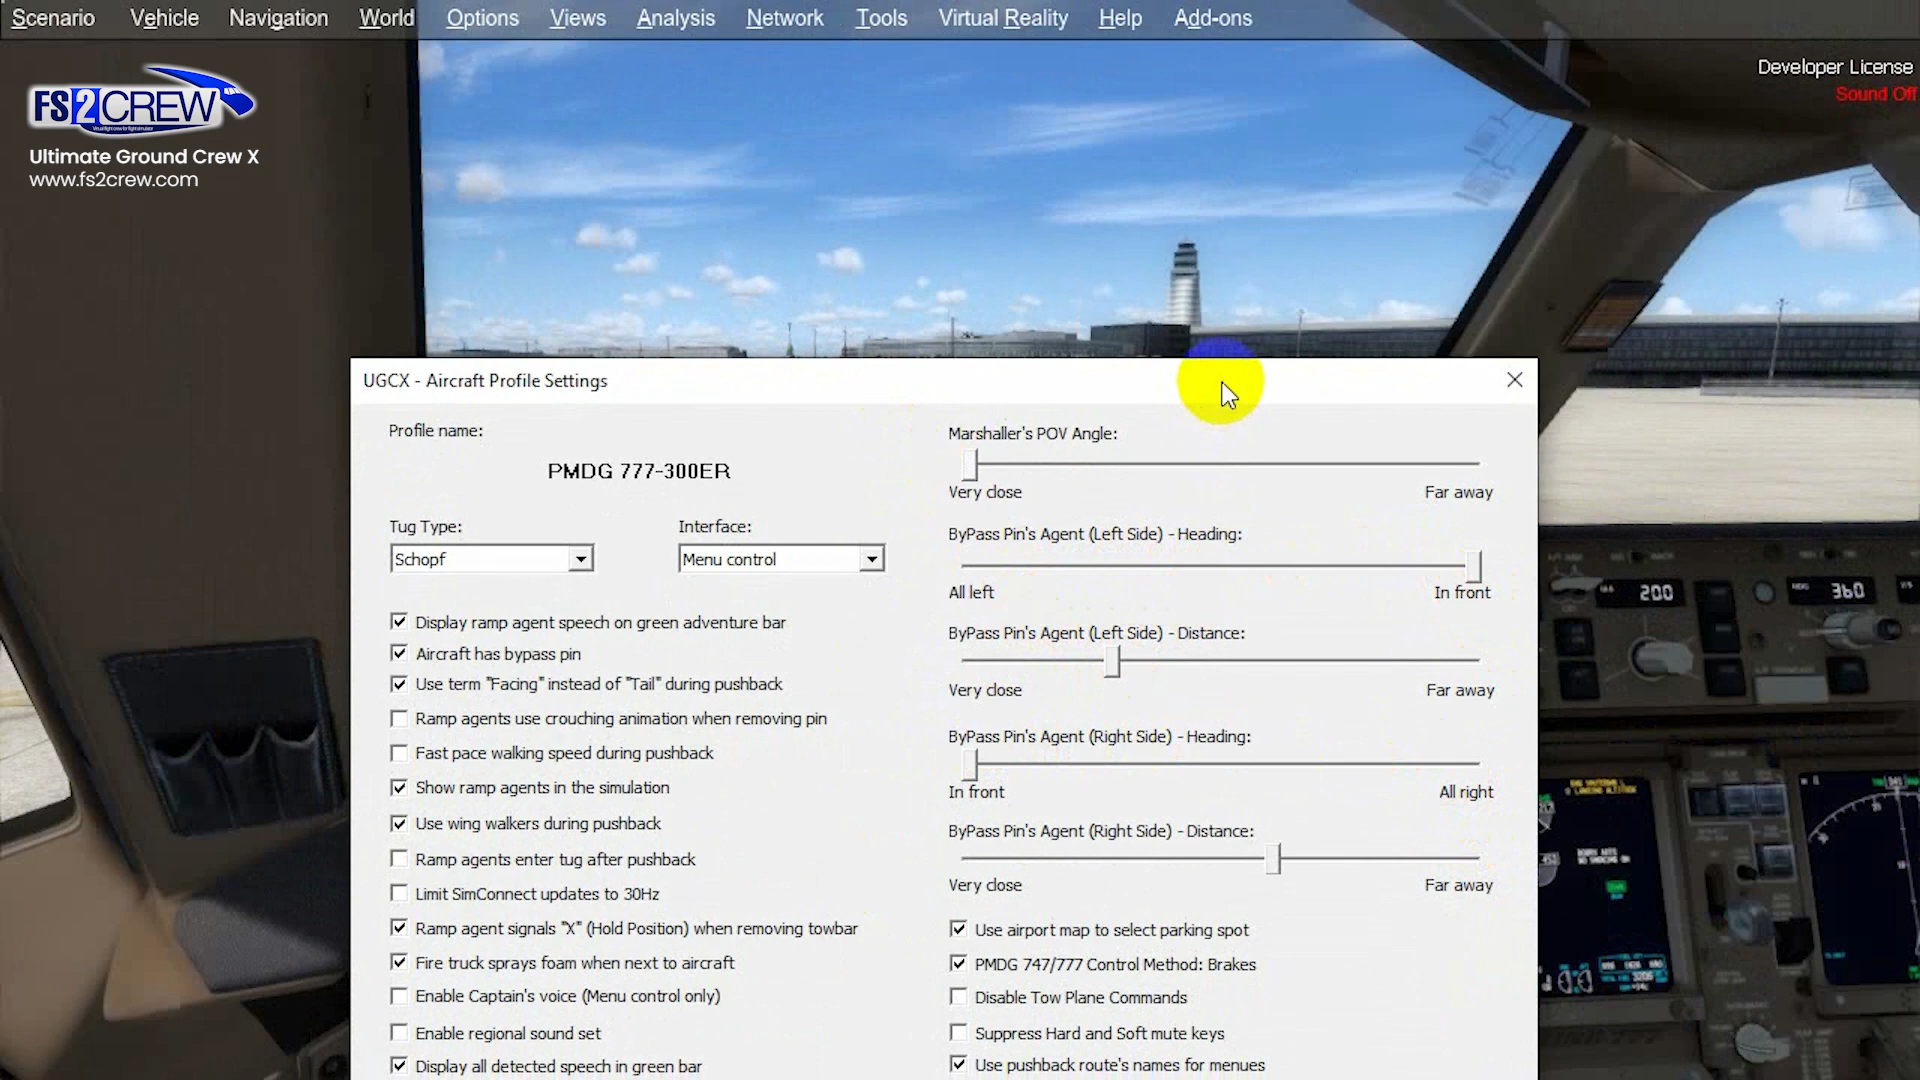 Scenario Vehicle Navigation World Options Views Analysis Network Tools Virtual Reality Help Add-ons
Developer License
Sound Off
FS2CREW
Ultimate Ground Crew X
www.fs2crew.com
UGCX - Aircraft Profile Settings
Profile name:
PMDG 777-300ER
Tug Type:
Interface:
Schopf
Menu control
Display ramp agent speech on green adventure bar
Aircraft has bypass pin
Use term "Facing" instead of "Tail" during pushback
Ramp agents use crouching animation when removing pin
Fast pace walking speed during pushback
Show ramp agents in the simulation
Use wing walkers during pushback
Ramp agents enter tug after pushback
Limit SimConnect updates to 30Hz
Ramp agent signals "X" (Hold Position) when removing towbar
Fire truck sprays foam when next to aircraft
Enable Captain's voice (Menu control only)
Enable regional sound set
Display all detected speech in green bar
Marshaller's POV Angle:
Very close
Far away
ByPass Pin's Agent (Left Side) - Heading:
All left
In front
ByPass Pin's Agent (Left Side) - Distance:
Very close
Far away
ByPass Pin's Agent (Right Side) - Heading:
In front
All right
ByPass Pin's Agent (Right Side) - Distance:
Very close
Far away
Use airport map to select parking spot
PMDG 747/777 Control Method: Brakes
Disable Tow Plane Commands
Suppress Hard and Soft mute keys
Use pushback route's names for menues
200
360